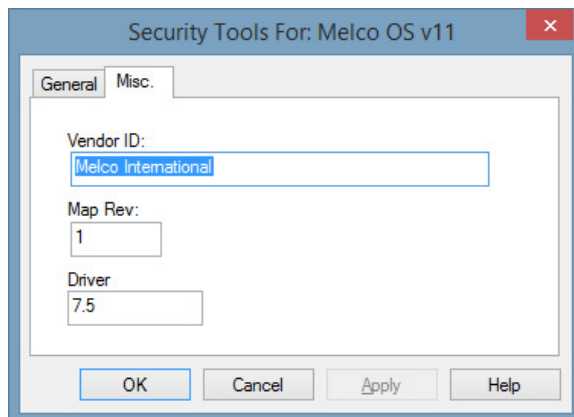 Security Tools For: Melco OS v11
General Misc.
Vendor ID:
Melco International
Map Rev:
1
Driver
7.5
OK Cancel Apply Help